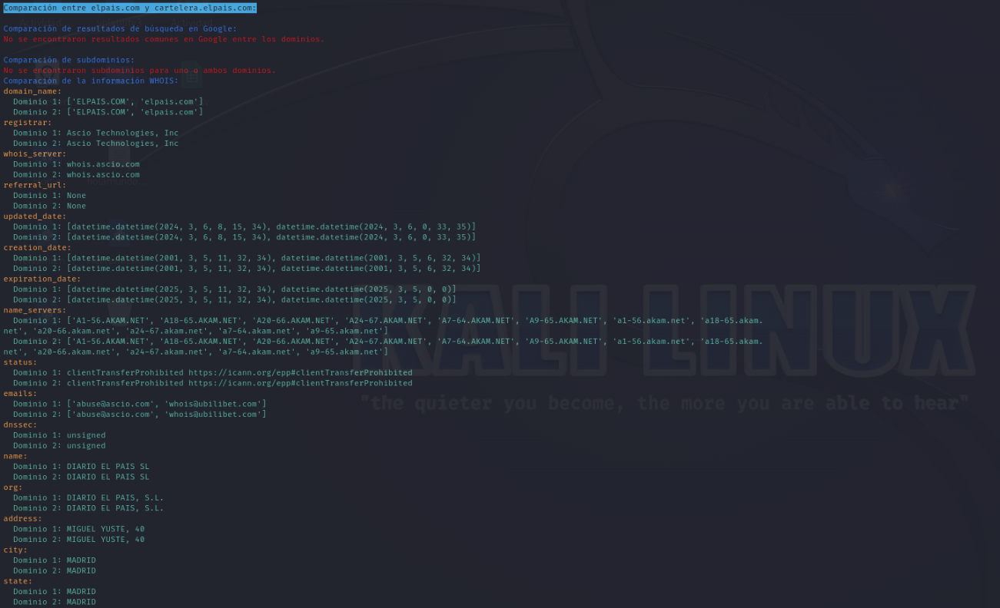 Comparación entre elpais.com y cartelera.elpais.com:
Comparación de resultados de búsqueda en Google:
No se encontraron resultados comunes en Google entre los dominios.
Comparación de subdominios:
No se encontraron subdominios para uno o ambos dominios.
Comparación de la información WHOIS:
domain_name:
Dominio 1: ['ELPAIS.COM', 'elpais.com']
Dominio 2: ['ELPAIS.COM', 'elpais.com']
registrar:
Dominio 1: Ascio Technologies, Inc
Dominio 2: Ascio Technologies, Inc
whois_server:
Dominio 1: whois.ascio.com
Dominio 2: whois.ascio.com
referral_url:
Dominio 1: None
Dominio 2: None
updated_date:
Dominio 1: [datetime.datetime(2024, 3, 6, 8, 15, 34), datetime.datetime(2024, 3, 6, 0, 33, 35)]
Dominio 2: [datetime.datetime(2024, 3, 6, 8, 15, 34), datetime.datetime(2024, 3, 6, 0, 33, 35)]
creation_date:
Dominio 1: [datetime.datetime(2001, 3, 5, 11, 32, 34), datetime.datetime(2001, 3, 5, 6, 32, 34)]
Dominio 2: [datetime.datetime(2001, 3, 5, 11, 32, 34), datetime.datetime(2001, 3, 5, 6, 32, 34)]
expiration_date:
Dominio 1: [datetime.datetime(2025, 3, 5, 11, 32, 34), datetime.datetime(2025, 3, 5, 0, 0)]
Dominio 2: [datetime.datetime(2025, 3, 5, 11, 32, 34), datetime.datetime(2025, 3, 5, 0, 0)]
name_servers:
Dominio 1: ['A1-56.AKAM.NET', 'A18-65.AKAM.NET', 'A20-66.AKAM.NET', 'A24-67.AKAM.NET', 'A7-64.AKAM.NET', 'A9-65.AKAM.NET', 'a1-56.akam.net', 'a18-65.akam.
net', 'a20-66.akam.net', 'a24-67.akam.net', 'a7-64.akam.net', 'a9-65.akam.net']
Dominio 2: ['A1-56.AKAM.NET', 'A18-65.AKAM.NET', 'A20-66.AKAM.NET', 'A24-67.AKAM.NET', 'A7-64.AKAM.NET', 'A9-65.AKAM.NET', 'a1-56.akam.net', 'a18-65.akam.
net', 'a20-66.akam.net', 'a24-67.akam.net', 'a7-64.akam.net', 'a9-65.akam.net']
status:
Dominio 1: clientTransferProhibited https://icann.org/epp#clientTransferProhibited
Dominio 2: clientTransferProhibited https://icann.org/epp#clientTransferProhibited
emails:
Dominio 1: ['abuse@ascio.com', 'whois@ubilibet.com']
Dominio 2: ['abuse@ascio.com', 'whois@ubilibet.com']
dnssec:
Dominio 1: unsigned
Dominio 2: unsigned
name:
Dominio 1: DIARIO EL PAIS SL
Dominio 2: DIARIO EL PAIS SL
org:
Dominio 1: DIARIO EL PAIS, S.L.
Dominio 2: DIARIO EL PAIS, S.L.
address:
Dominio 1: MIGUEL YUSTE, 40
Dominio 2: MIGUEL YUSTE, 40
city:
Dominio 1: MADRID
Dominio 2: MADRID
state:
Dominio 1: MADRID
Dominio 2: MADRID
KALI LINUX
"the quieter you become, the more you are able to hear"